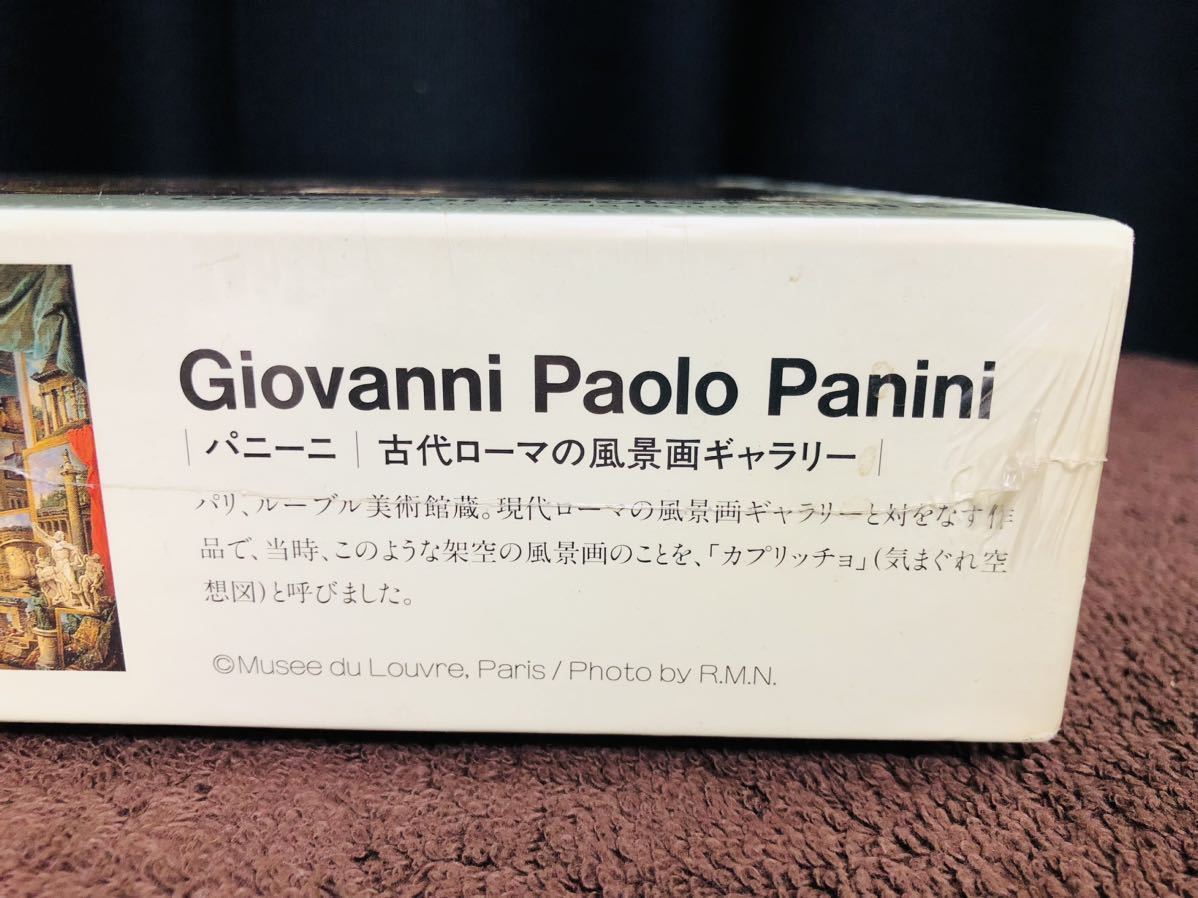 Giovanni Paolo Panini
｜パニーニ｜古代ローマの風景画ギャラリー｜
パリ、ルーブル美術館蔵。現代ローマの風景画ギャラリーと対をなす作
品で、当時、このような架空の風景画のことを、「カプリッチョ」(気まぐれ空
想図)と呼びました。
©Musee du Louvre, Paris / Photo by R.M.N.